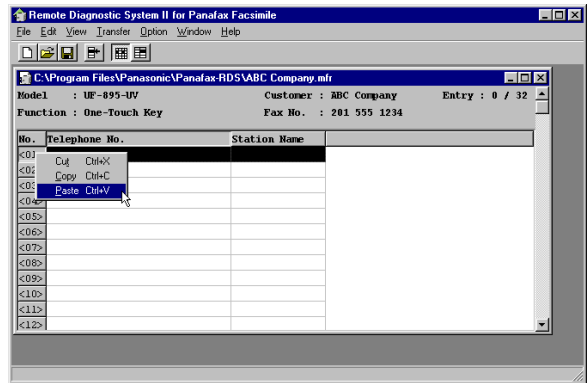 Remote Diagnostic System II for Panafax Facsimile
File Edit View Transfer Option Window Help
C:\Program Files\Panasonic\Panafax-RDS\ABC Company.mfr
Model : UF-895-UV Customer : ABC Company Entry : 0 / 32
Function : One-Touch Key Fax No. : 201 555 1234
No. Telephone No. Station Name
<01
Cut Ctrl+X
<02
Copy Ctrl+C
<03
Paste Ctrl+V
<04>
<05>
<06>
<07>
<08>
<09>
<10>
<11>
<12>